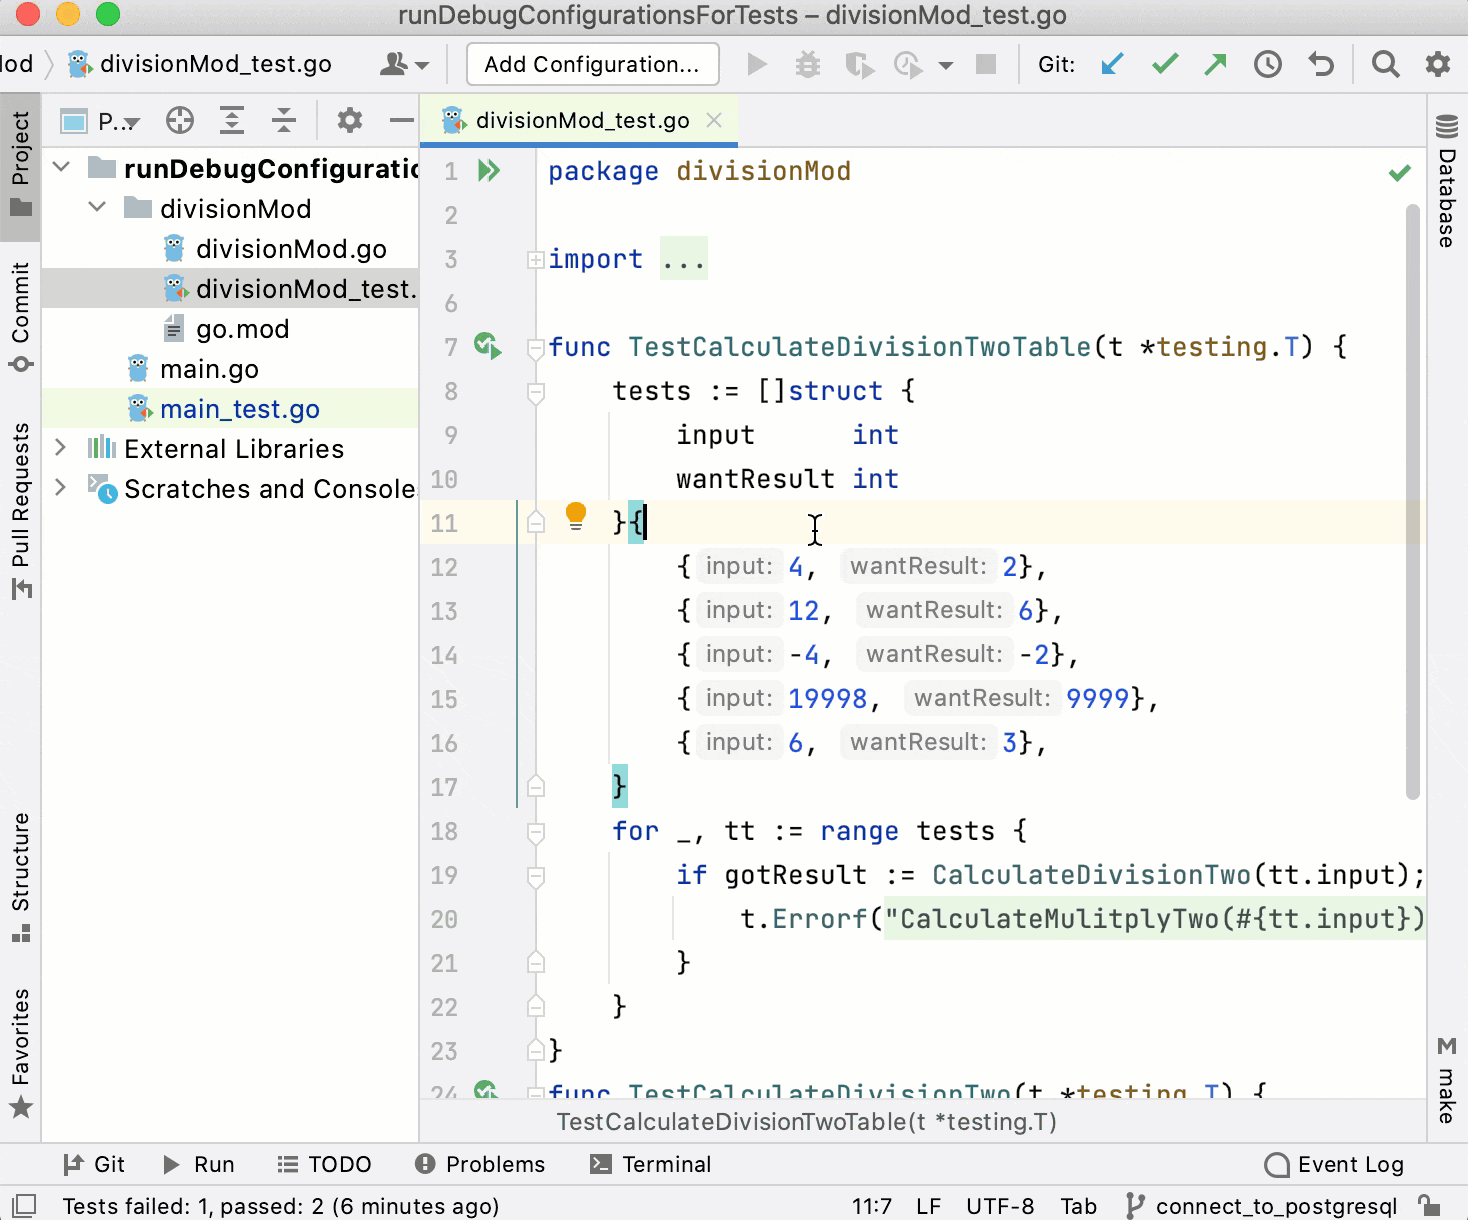 runDebugConfigurationsForTests – divisionMod_test.go
lod
divisionMod_test.go
Add Configuration...
Git:
Project
Commit
Pull Requests
Structure
Favorites
P...
runDebugConfiguratio
divisionMod
divisionMod.go
divisionMod_test.
go.mod
main.go
main_test.go
External Libraries
Scratches and Console
divisionMod_test.go
1 package divisionMod
2
3 import ...
6
7 func TestCalculateDivisionTwoTable(t *testing.T) {
8 tests := []struct {
9 input int
10 wantResult int
11 }{
12 { input: 4, wantResult: 2},
13 { input: 12, wantResult: 6},
14 { input: -4, wantResult: -2},
15 { input: 19998, wantResult: 9999},
16 { input: 6, wantResult: 3},
17 }
18 for _, tt := range tests {
19 if gotResult := CalculateDivisionTwo(tt.input);
20 t.Errorf("CalculateMulitplyTwo(#{tt.input})
21 }
22 }
23 }
24 func TestCalculateDivisionTwo(t *testing.T) {
TestCalculateDivisionTwoTable(t *testing.T)
Database
M make
Git
Run
TODO
Problems
Terminal
Event Log
Tests failed: 1, passed: 2 (6 minutes ago)
11:7
LF
UTF-8
Tab
connect_to_postgresql